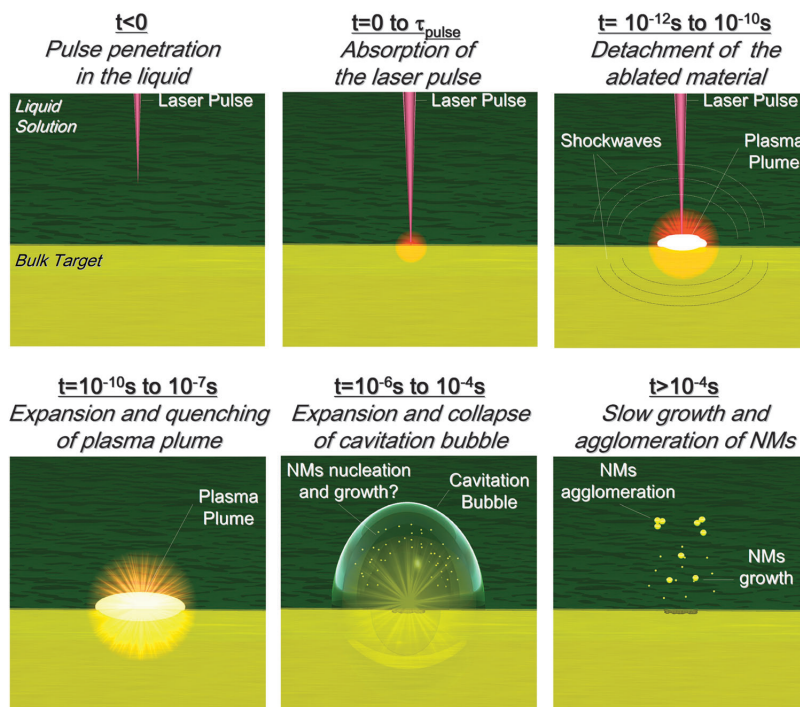 t<0
Pulse penetration
in the liquid
Liquid
Solution
Laser Pulse
Bulk Target
t=0 to τpulse
Absorption of
the laser pulse
Laser Pulse
t= 10⁻¹²s to 10⁻¹⁰s
Detachment of the
ablated material
Laser Pulse
Shockwaves
Plasma
Plume
t=10⁻¹⁰s to 10⁻⁷s
Expansion and quenching
of plasma plume
Plasma
Plume
t=10⁻⁶s to 10⁻⁴s
Expansion and collapse
of cavitation bubble
NMs nucleation
and growth?
Cavitation
Bubble
t>10⁻⁴s
Slow growth and
agglomeration of NMs
NMs
agglomeration
NMs
growth